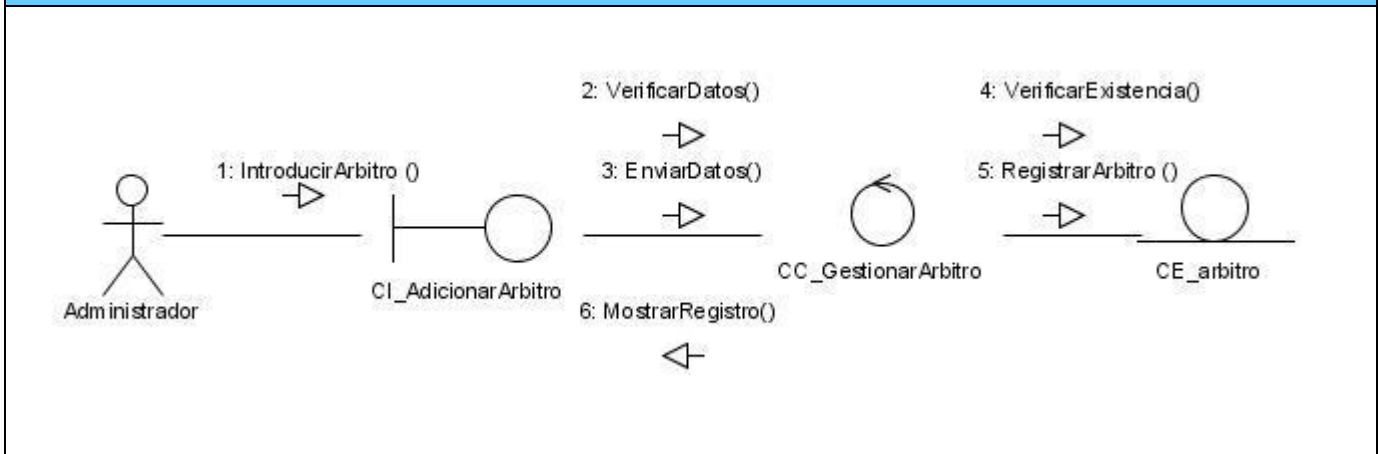 2: VerificarDatos()
4: VerificarExistencia()
1: IntroducirArbitro ()
3: EnviarDatos()
5: RegistrarArbitro ()
CI_AdicionarArbitro
CC_GestionarArbitro
CE_arbitro
Administrador
6: MostrarRegistro()